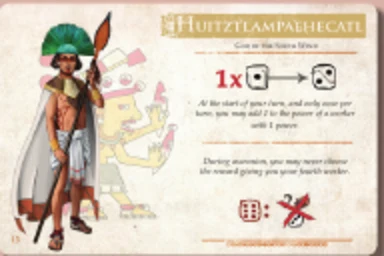 HUITZTLAMPAEHECATL
God of the South Wind
1x
At the start of your turn, and only once per
turn, you may add 1 to the power of a worker
with 1 power.
During ascension, you may never choose
the reward giving you your fourth worker.
: